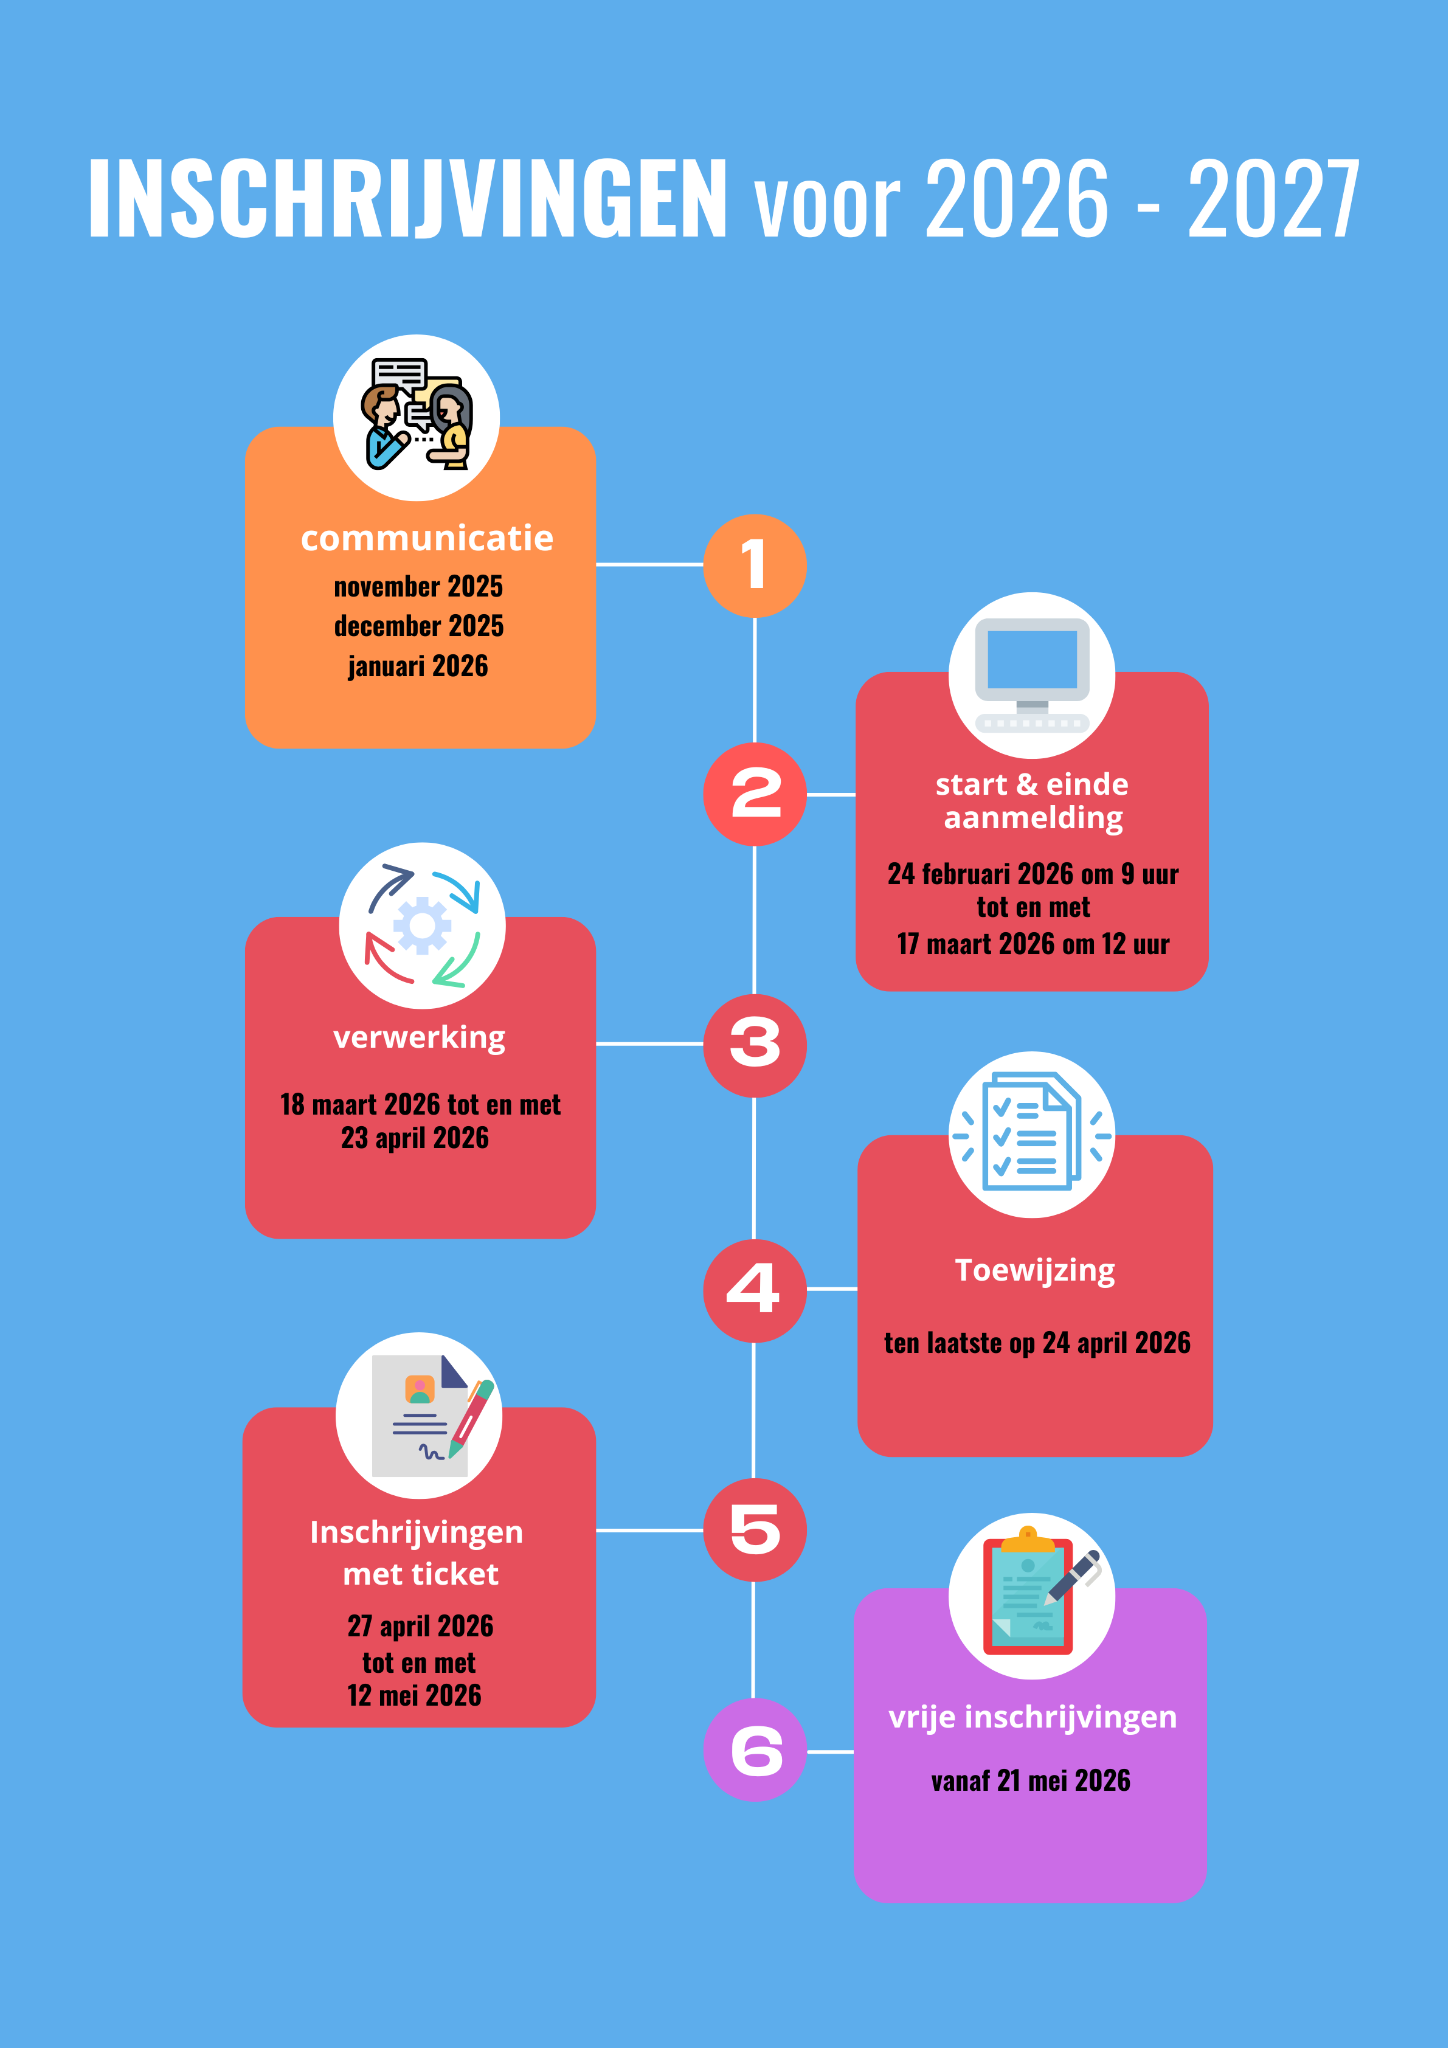 INSCHRIJVINGEN voor 2026 - 2027
communicatie
november 2025
december 2025
januari 2026
1
2
start & einde
aanmelding
24 februari 2026 om 9 uur
tot en met
17 maart 2026 om 12 uur
verwerking
18 maart 2026 tot en met
23 april 2026
3
4
Toewijzing
ten laatste op 24 april 2026
Inschrijvingen
met ticket
27 april 2026
tot en met
12 mei 2026
5
6
vrije inschrijvingen
vanaf 21 mei 2026